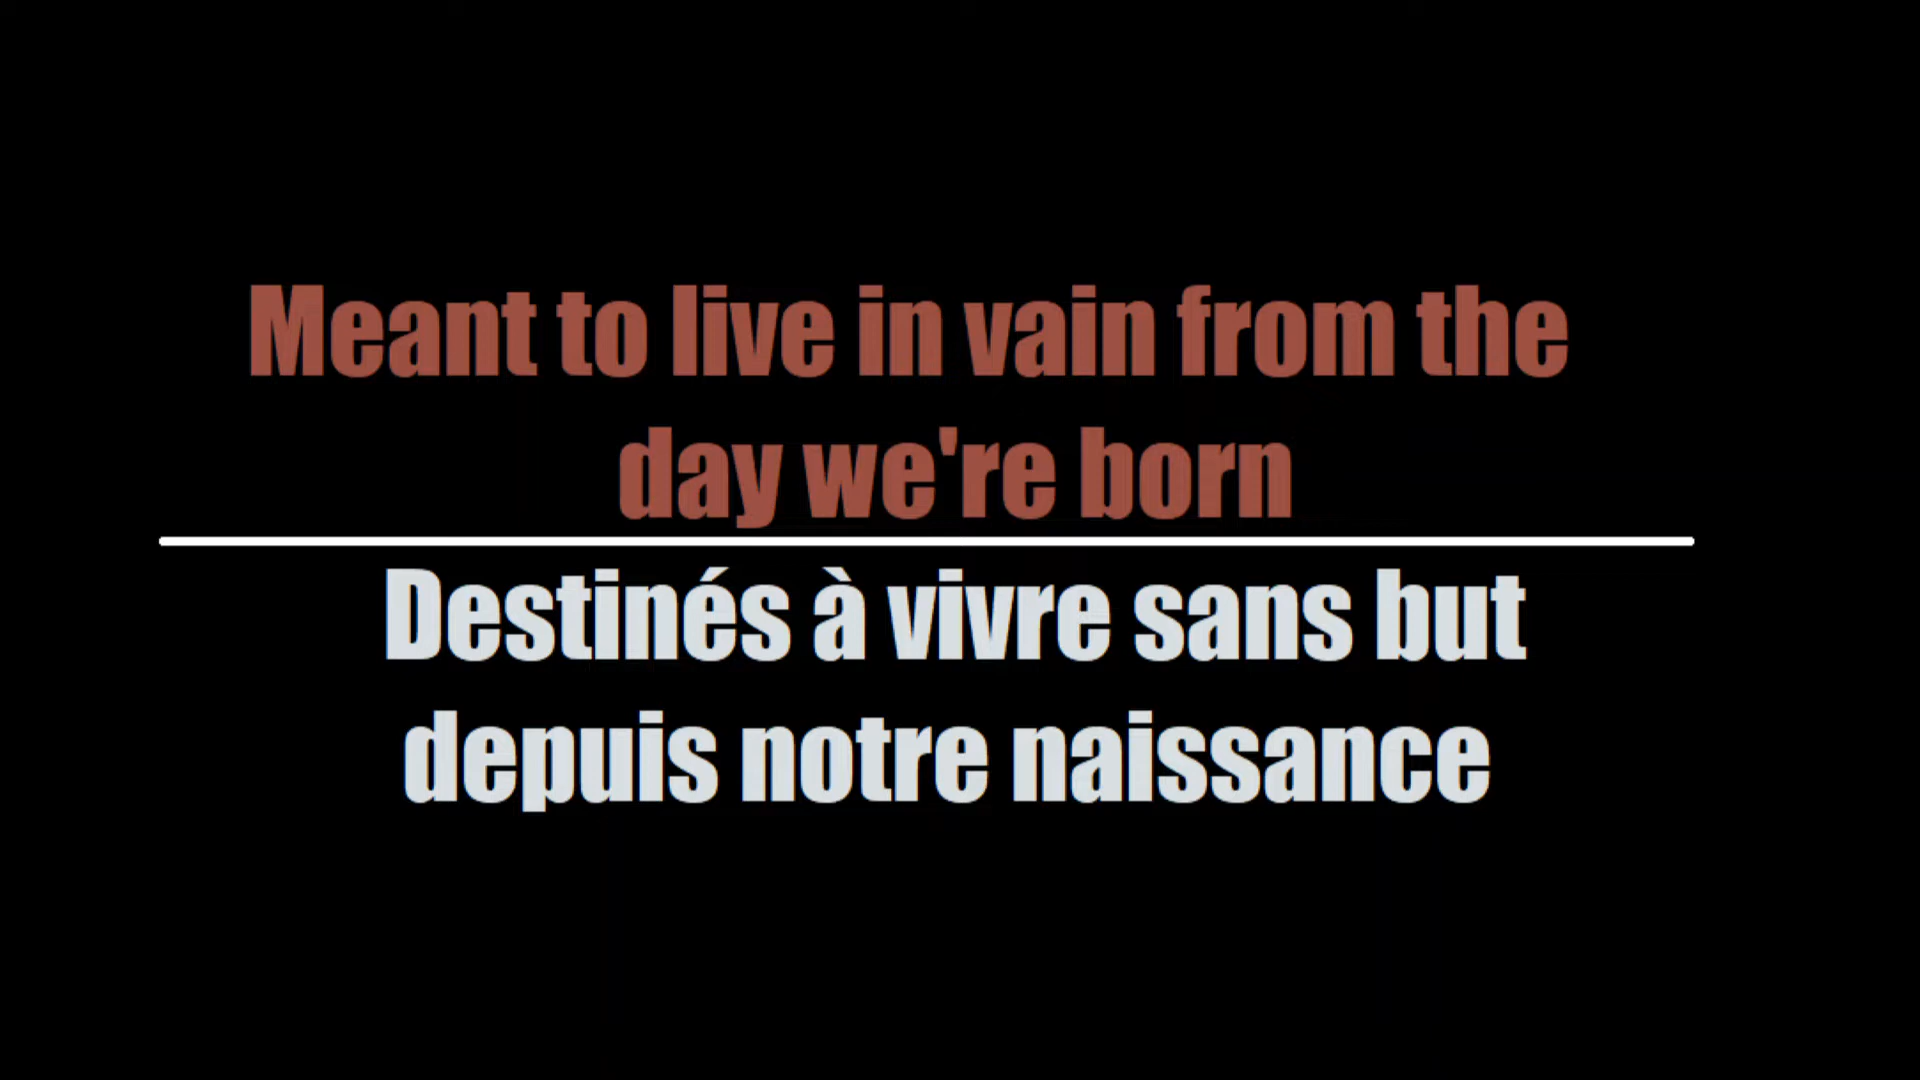 Meant to live in vain from the
day we're born
Destinés à vivre sans but
depuis notre naissance